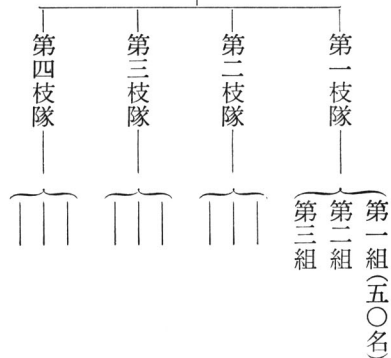 第一枝隊
第一組(五〇名)
第二組
第三組
第二枝隊
第三枝隊
第四枝隊